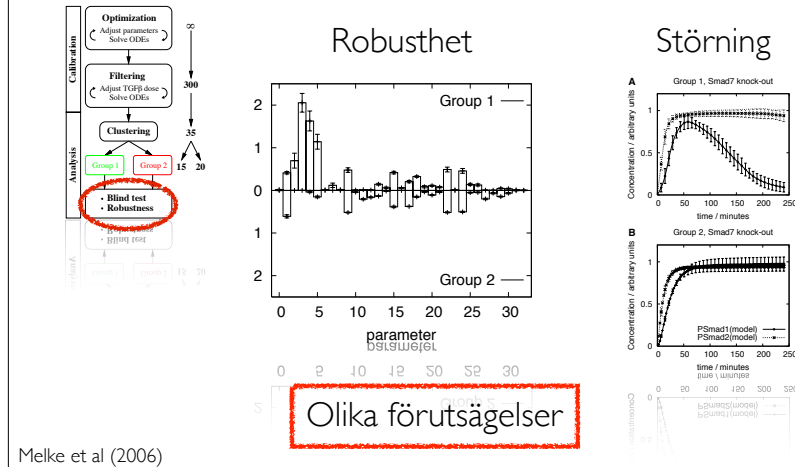 Optimization
Adjust parameters
Solve ODEs
∞
Calibration
Filtering
Adjust TGFβ dose
Solve ODEs
300
Clustering
35
Analysis
Group 1
Group 2
15 20
• Blind test
• Robustness
Robusthet
Group 1
2
1
0
1
2
Group 2
0 5 10 15 20 25 30
parameter
Störning
A
Group 1, Smad7 knock-out
Concentration / arbitrary units
1
0.5
0
0 50 100 150 200 250
time / minutes
B
Group 2, Smad7 knock-out
Concentration / arbitrary units
1
0.5
0
PSmad1(model)
PSmad2(model)
0 50 100 150 200 250
time / minutes
Olika förutsägelser
Melke et al (2006)